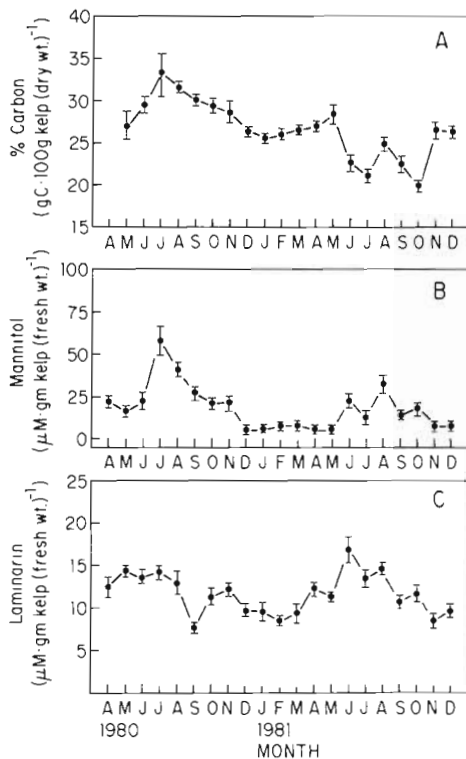 A
% Carbon
(gC·100g kelp (dry wt.)⁻¹
40
35
30
25
20
15
A M J J A S O N D J F M A M J J A S O N D
B
Mannitol
(μM·gm kelp (fresh wt.)⁻¹
100
75
50
25
0
A M J J A S O N D J F M A M J J A S O N D
C
Laminarin
(μM·gm kelp (fresh wt.)⁻¹
25
20
15
10
5
A M J J A S O N D J F M A M J J A S O N D
1980 1981
MONTH